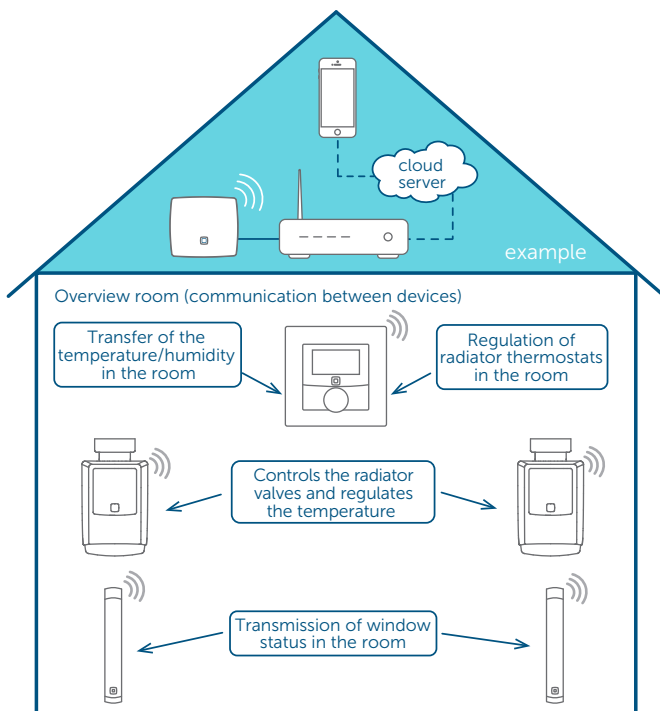 cloud
server
example
Overview room (communication between devices)
Transfer of the
temperature/humidity
in the room
Regulation of
radiator thermostats
in the room
Controls the radiator
valves and regulates
the temperature
Transmission of window
status in the room